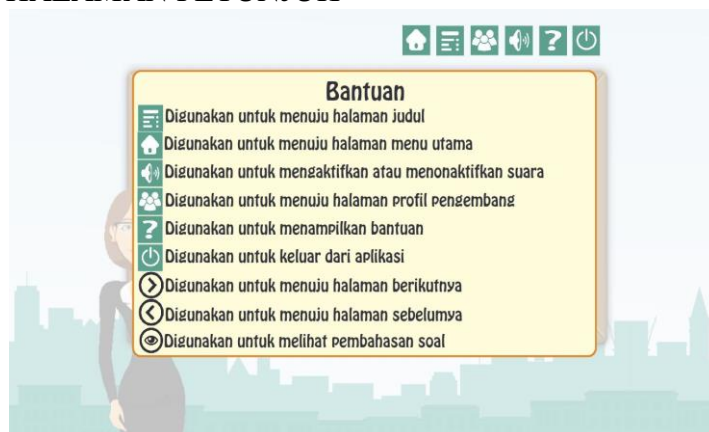 Bantuan
Digunakan untuk menuju halaman judul
Digunakan untuk menuju halaman menu utama
Digunakan untuk mengaktifkan atau menonaktifkan suara
Digunakan untuk menuju halaman profil pengembang
? Digunakan untuk menampilkan bantuan
Digunakan untuk keluar dari aplikasi
Digunakan untuk menuju halaman berikutnya
Digunakan untuk menuju halaman sebelumya
Digunakan untuk melihat pembahasan soal